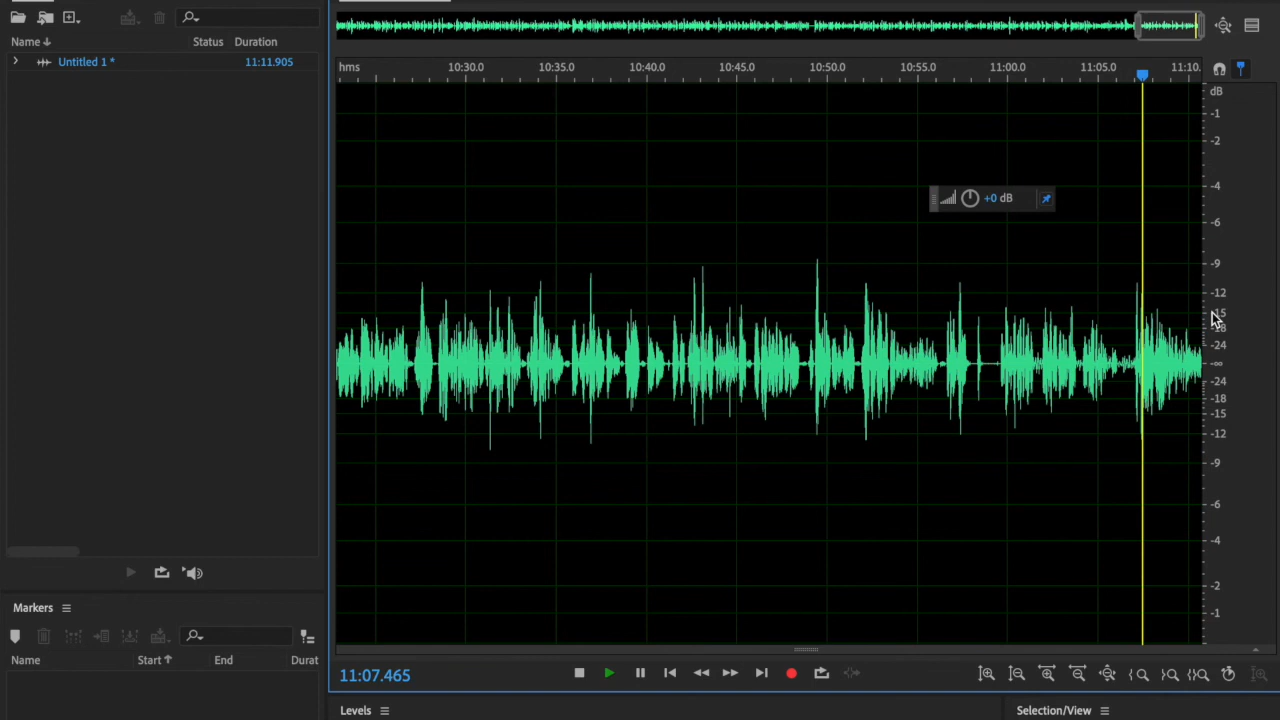 Name Status Duration
Untitled 1 * 11:11.905
hms 10:30.0 10:35.0 10:40.0 10:45.0 10:50.0 10:55.0 11:00.0 11:05.0 11:10.
dB
-1
-2
-4
-6
-9
-12
-15
-18
-24
-∞
-24
-18
-15
-12
-9
-6
-4
-2
-1
+0 dB
Markers
Name Start End Durat
11:07.465
Levels
Selection/View